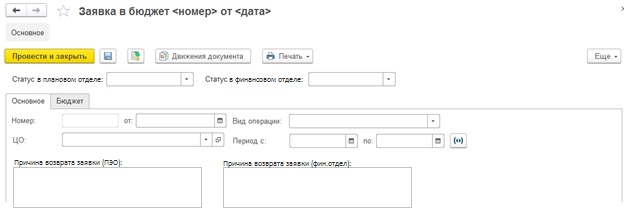 Заявка в бюджет <номер> от <дата>
Основное
Провести и закрыть Движения документа Печать Еще
Статус в плановом отделе: Статус в финансовом отделе:
Основное Бюджет
Номер: от: Вид операции:
ЦО: Период с: по:
Причина возврата заявки (ПЭО): Причина возврата заявки (фин.отдел):